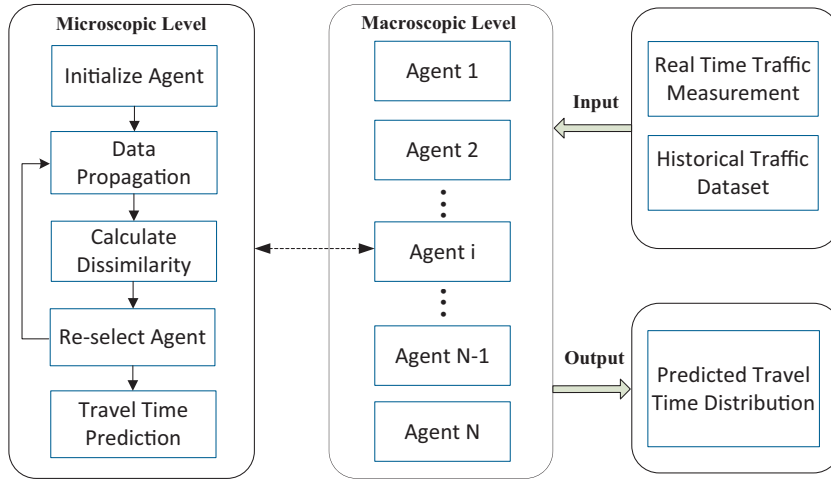 Microscopic Level
Initialize Agent
Data
Propagation
Calculate
Dissimilarity
Re-select Agent
Travel Time
Prediction
Macroscopic Level
Agent 1
Agent 2
Agent i
Agent N-1
Agent N
Input
Real Time Traffic
Measurement
Historical Traffic
Dataset
Output
Predicted Travel
Time Distribution